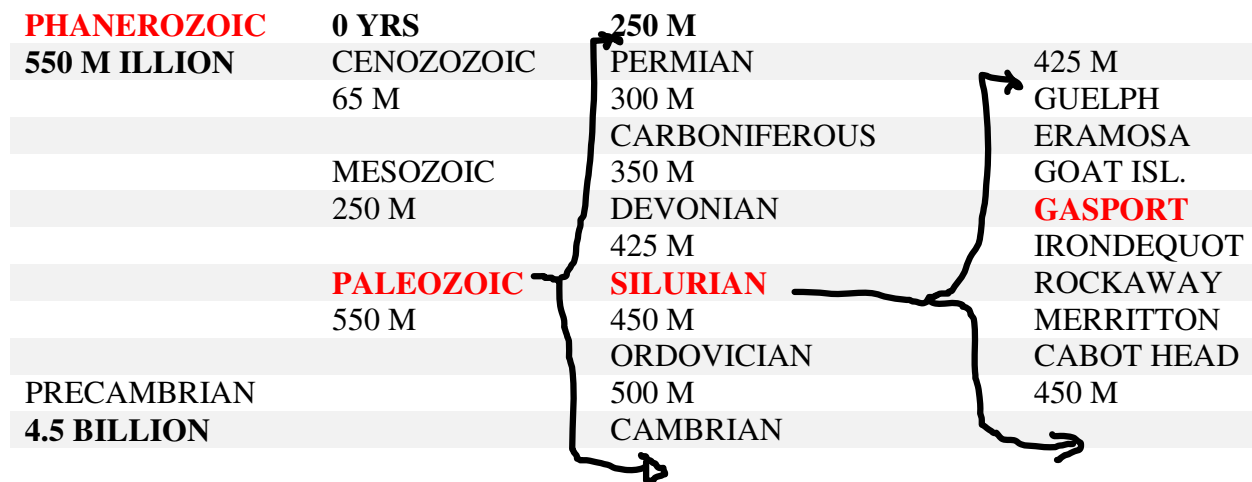 PHANEROZOIC 0 YRS 250 M
550 M ILLION CENOZOZOIC PERMIAN 425 M
65 M 300 M GUELPH
CARBONIFEROUS ERAMOSA
MESOZOIC 350 M GOAT ISL.
250 M DEVONIAN GASPORT
425 M IRONDEQUOT
PALEOZOIC SILURIAN ROCKAWAY
550 M 450 M MERRITTON
ORDOVICIAN CABOT HEAD
PRECAMBRIAN 500 M 450 M
4.5 BILLION CAMBRIAN